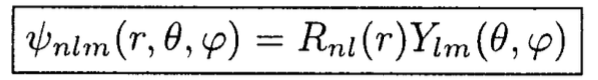 ψ_{nlm}(r, θ, φ) = R_{nl}(r)Y_{lm}(θ, φ)